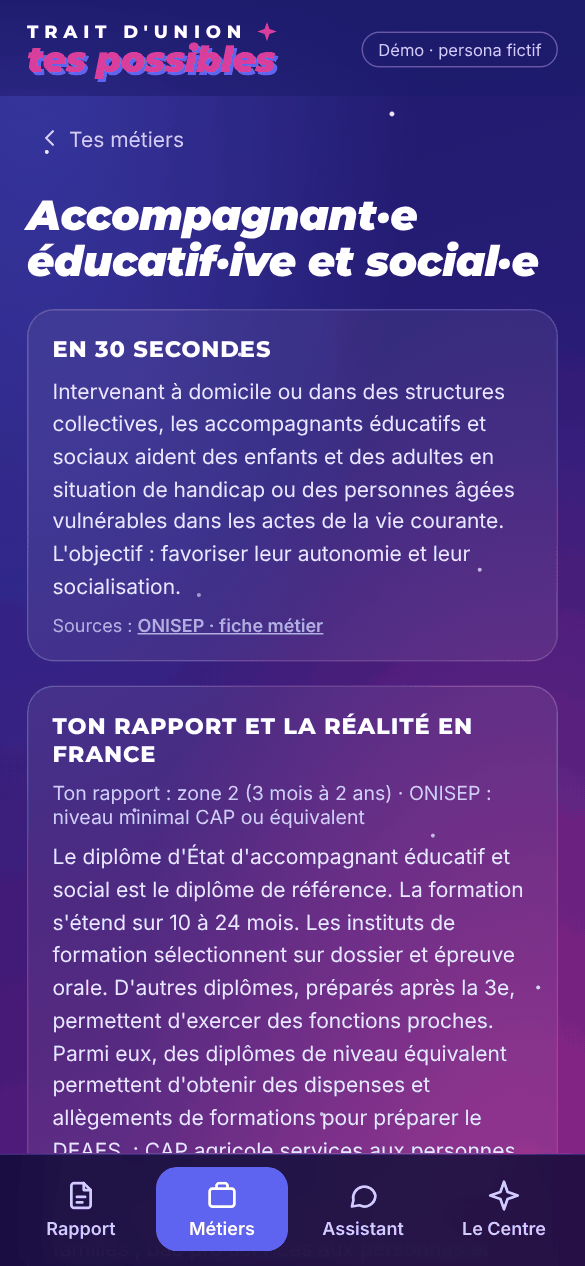 TRAIT D'UNION
tes possibles
Démo · persona fictif
Tes métiers
Accompagnant·e
éducatif·ive et social·e
EN 30 SECONDES
Intervenant à domicile ou dans des structures
collectives, les accompagnants éducatifs et
sociaux aident des enfants et des adultes en
situation de handicap ou des personnes âgées
vulnérables dans les actes de la vie courante.
L'objectif : favoriser leur autonomie et leur
socialisation.
Sources : ONISEP · fiche métier
TON RAPPORT ET LA RÉALITÉ EN
FRANCE
Ton rapport : zone 2 (3 mois à 2 ans) · ONISEP :
niveau minimal CAP ou équivalent
Le diplôme d'État d'accompagnant éducatif et
social est le diplôme de référence. La formation
s'étend sur 10 à 24 mois. Les instituts de
formation sélectionnent sur dossier et épreuve
orale. D'autres diplômes, préparés après la 3e,
permettent d'exercer des fonctions proches.
Parmi eux, des diplômes de niveau équivalent
permettent d'obtenir des dispenses et
allègements de formations pour préparer le
DEAES : CAP agricole services aux personnes
Rapport
Métiers
Assistant
Le Centre